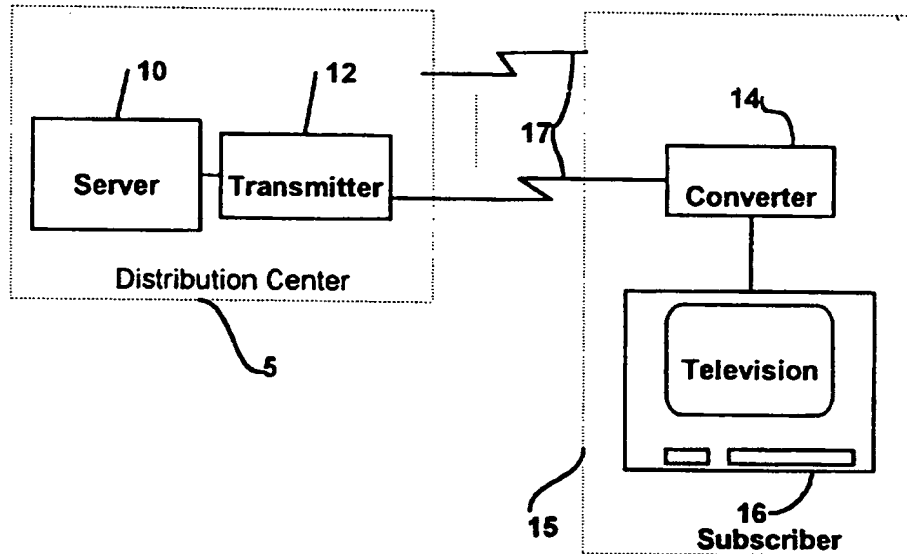 10
12
14
17
Server
Transmitter
Converter
Distribution Center
5
Television
15
16
Subscriber